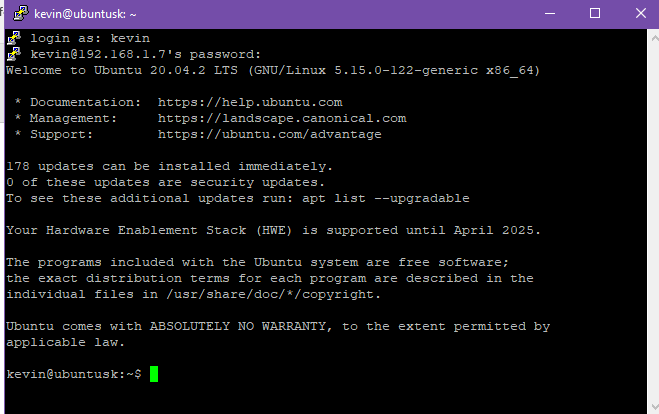 kevin@ubuntusk: ~
login as: kevin
kevin@192.168.1.7's password:
Welcome to Ubuntu 20.04.2 LTS (GNU/Linux 5.15.0-122-generic x86_64)
* Documentation:  https://help.ubuntu.com
* Management:     https://landscape.canonical.com
* Support:        https://ubuntu.com/advantage
178 updates can be installed immediately.
0 of these updates are security updates.
To see these additional updates run: apt list --upgradable
Your Hardware Enablement Stack (HWE) is supported until April 2025.
The programs included with the Ubuntu system are free software;
the exact distribution terms for each program are described in the
individual files in /usr/share/doc/*/copyright.
Ubuntu comes with ABSOLUTELY NO WARRANTY, to the extent permitted by
applicable law.
kevin@ubuntusk:~$